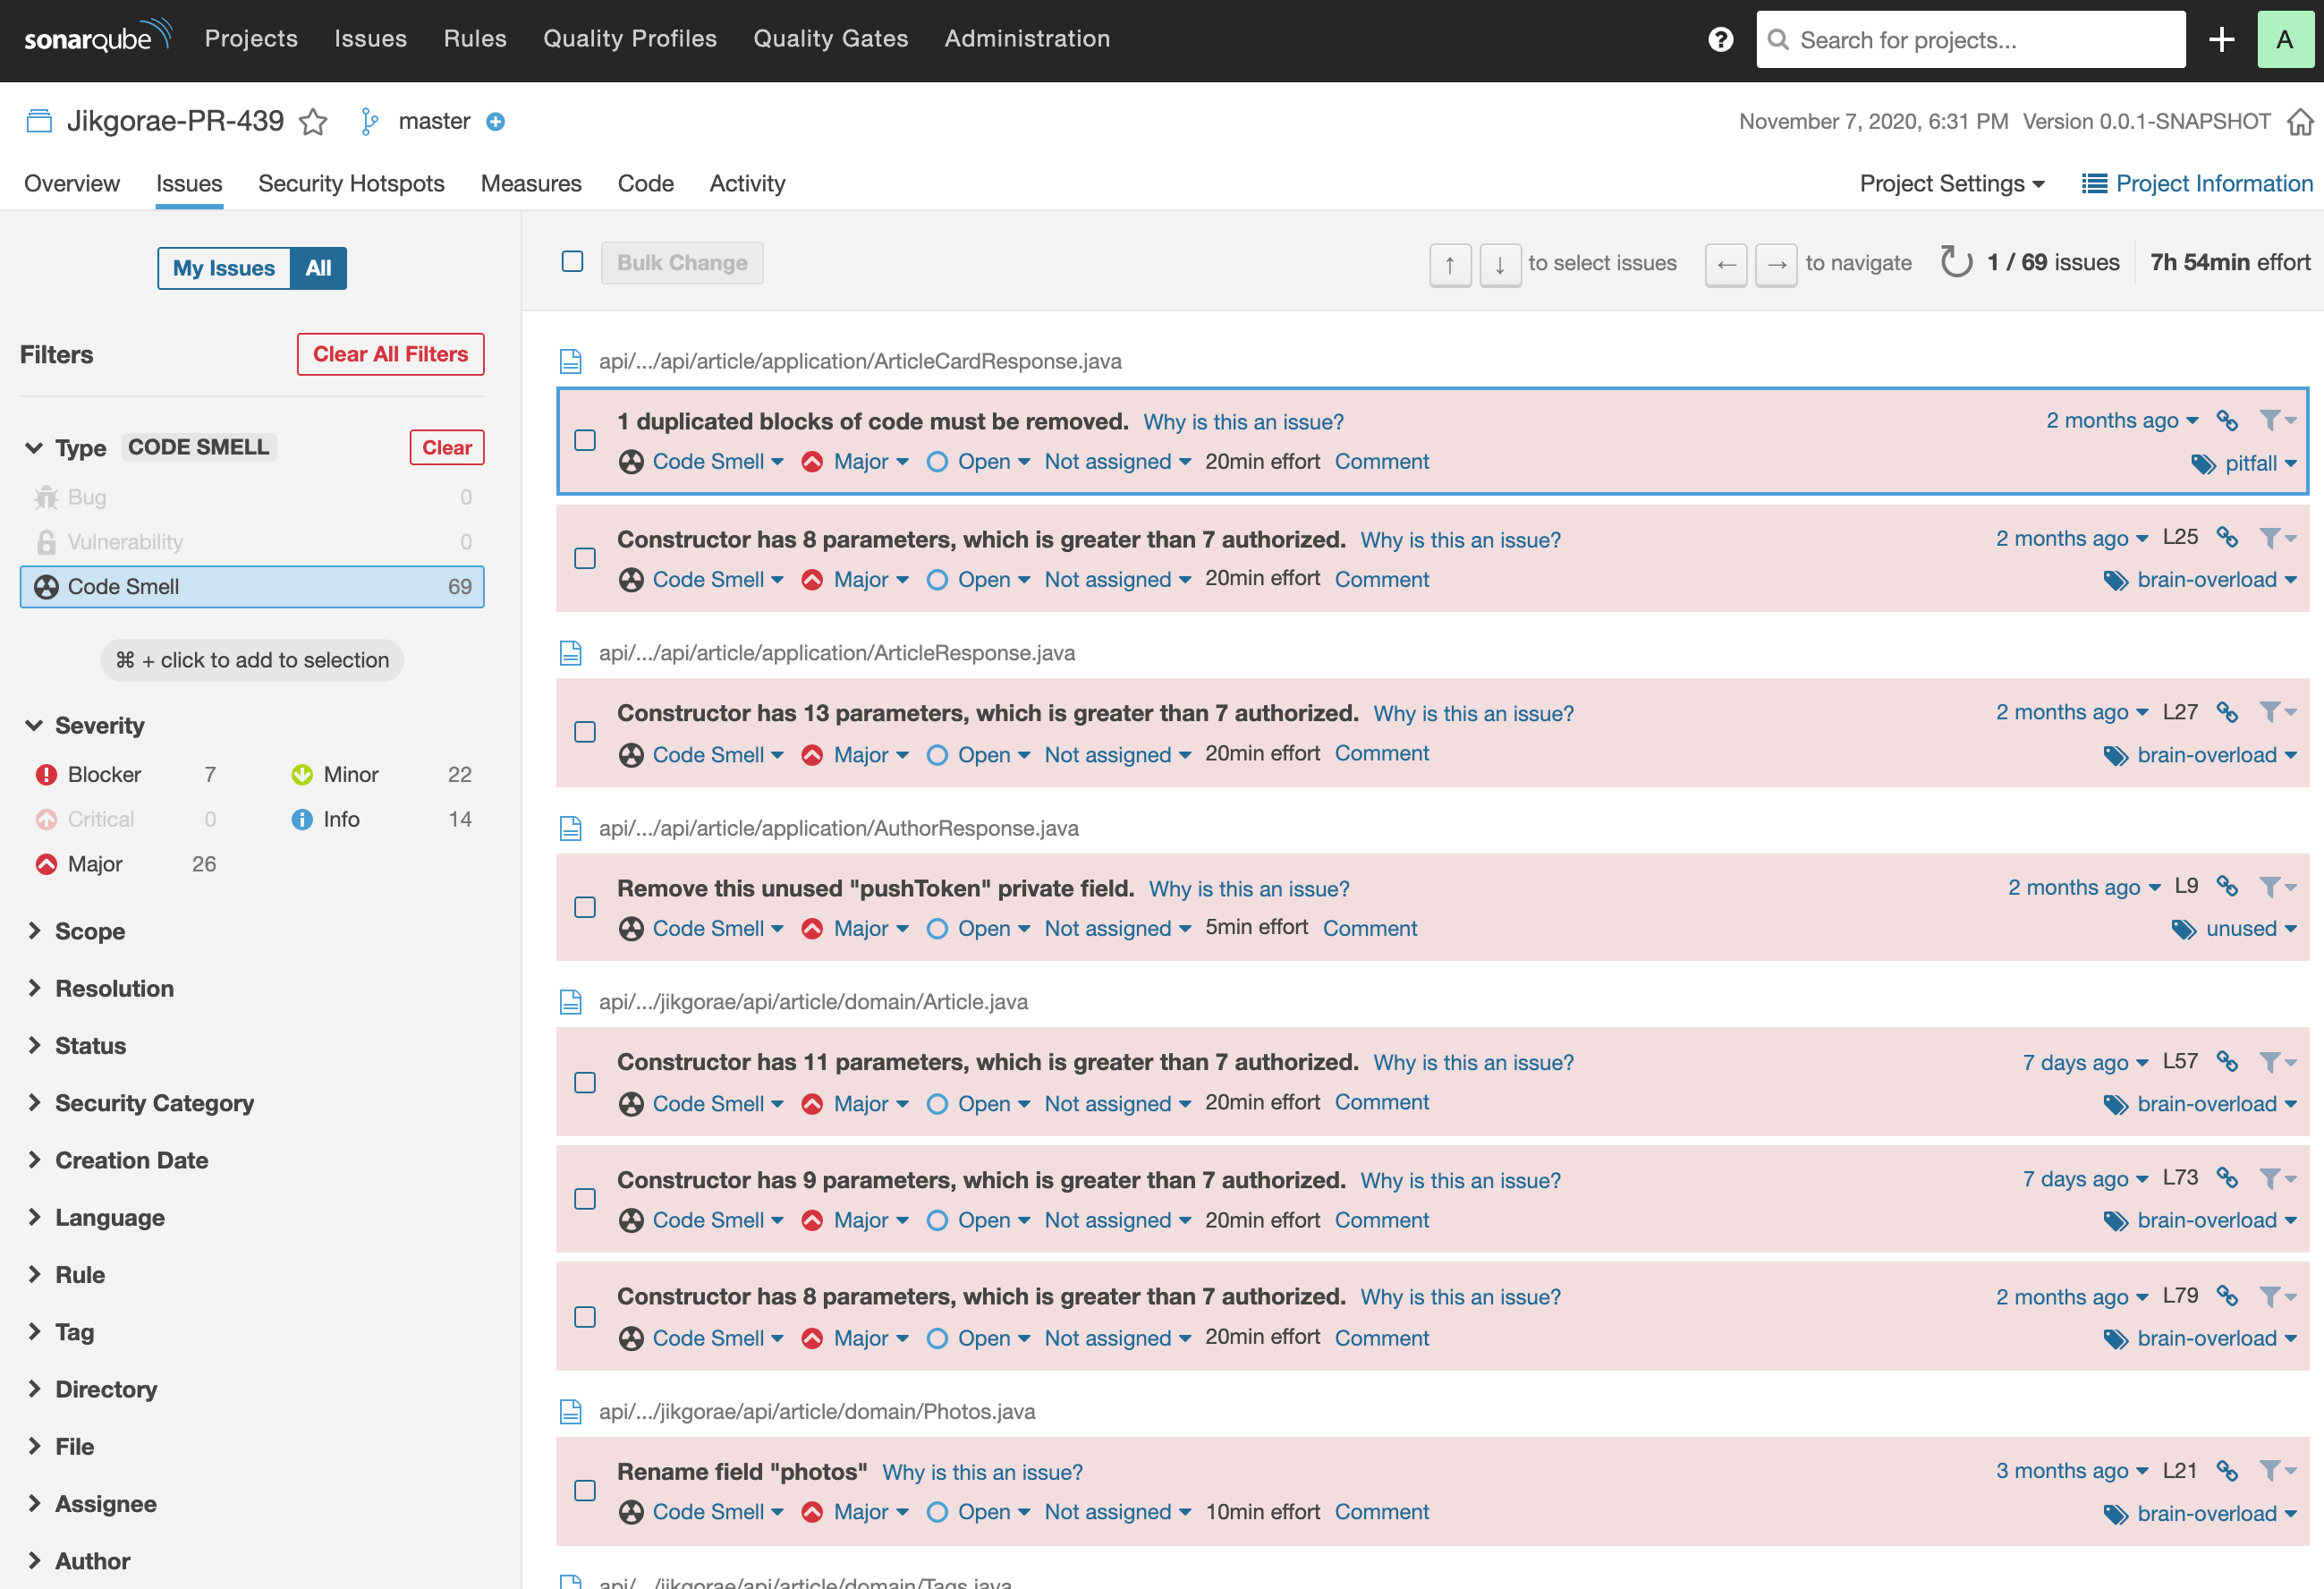 sonarqube Projects Issues Rules Quality Profiles Quality Gates Administration ? Search for projects... A
Jikgorae-PR-439 master November 7, 2020, 6:31 PM Version 0.0.1-SNAPSHOT
Overview Issues Security Hotspots Measures Code Activity Project Settings Project Information
My Issues All
Filters Clear All Filters
Type CODE SMELL Clear
Bug 0
Vulnerability 0
Code Smell 69
⌘ + click to add to selection
Severity
Blocker 7 Minor 22
Critical 0 Info 14
Major 26
Scope
Resolution
Status
Security Category
Creation Date
Language
Rule
Tag
Directory
File
Assignee
Author
Bulk Change ↑ ↓ to select issues ← → to navigate 1 / 69 issues 7h 54min effort
api/.../api/article/application/ArticleCardResponse.java
1 duplicated blocks of code must be removed. Why is this an issue? 2 months ago
Code Smell Major Open Not assigned 20min effort Comment pitfall
Constructor has 8 parameters, which is greater than 7 authorized. Why is this an issue? 2 months ago L25
Code Smell Major Open Not assigned 20min effort Comment brain-overload
api/.../api/article/application/ArticleResponse.java
Constructor has 13 parameters, which is greater than 7 authorized. Why is this an issue? 2 months ago L27
Code Smell Major Open Not assigned 20min effort Comment brain-overload
api/.../api/article/application/AuthorResponse.java
Remove this unused "pushToken" private field. Why is this an issue? 2 months ago L9
Code Smell Major Open Not assigned 5min effort Comment unused
api/.../jikgorae/api/article/domain/Article.java
Constructor has 11 parameters, which is greater than 7 authorized. Why is this an issue? 7 days ago L57
Code Smell Major Open Not assigned 20min effort Comment brain-overload
Constructor has 9 parameters, which is greater than 7 authorized. Why is this an issue? 7 days ago L73
Code Smell Major Open Not assigned 20min effort Comment brain-overload
Constructor has 8 parameters, which is greater than 7 authorized. Why is this an issue? 2 months ago L79
Code Smell Major Open Not assigned 20min effort Comment brain-overload
api/.../jikgorae/api/article/domain/Photos.java
Rename field "photos" Why is this an issue? 3 months ago L21
Code Smell Major Open Not assigned 10min effort Comment brain-overload
api/.../jikgorae/api/article/domain/Tags.java